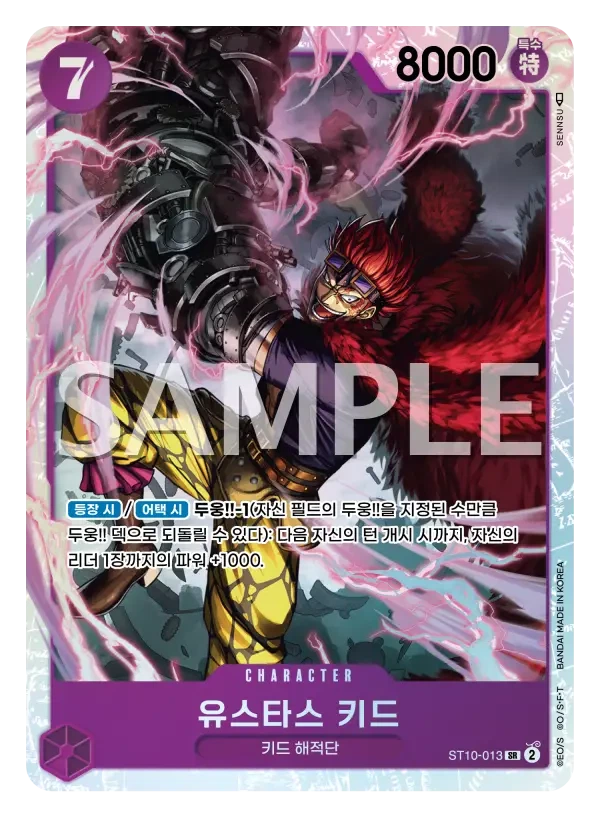 7
8000
특수
特
SENNSU
SAMPLE
등장 시 / 어택 시 두웅!!-1(자신 필드의 두웅!!을 지정된 수만큼
두웅!! 덱으로 되돌릴 수 있다): 다음 자신의 턴 개시 시까지, 자신의
리더 1장까지의 파워 +1000.
©EO/S ©O/S·F·T BANDAI MADE IN KOREA
CHARACTER
유스타스 키드
키드 해적단
ST10-013 SR 2